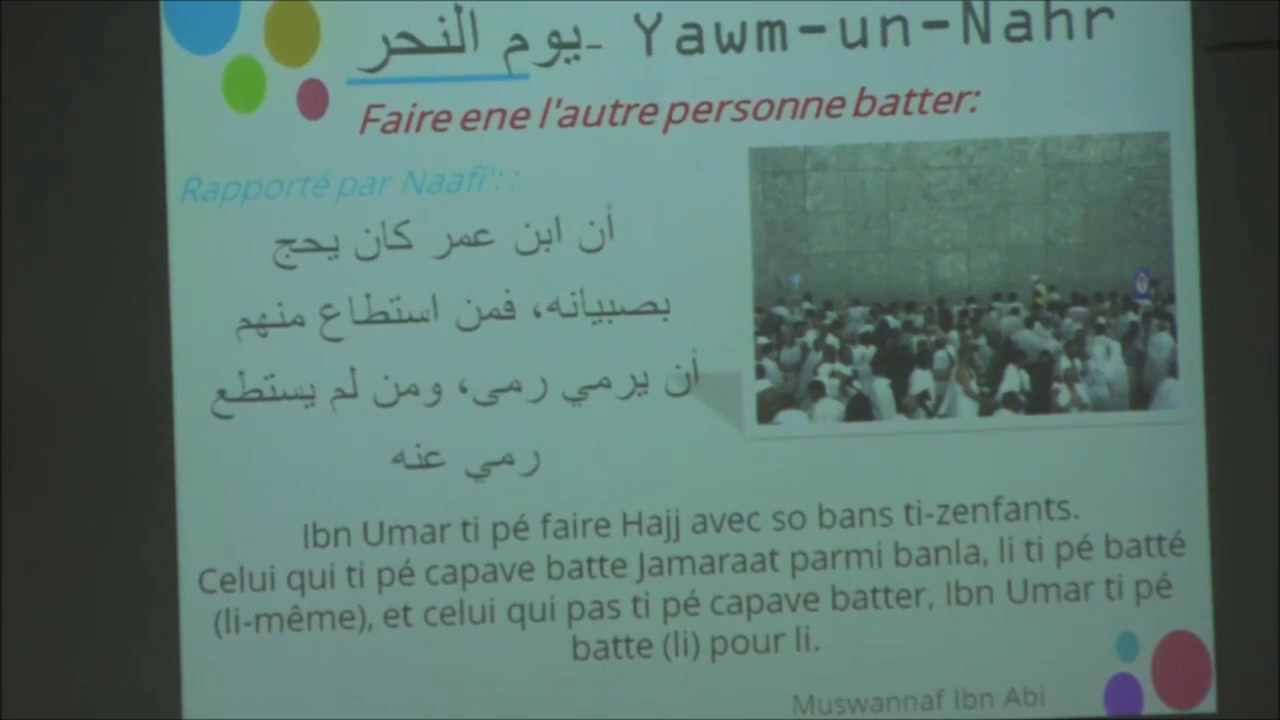 يوم النحر- Yawm-un-Nahr
Faire ene l'autre personne batter:
Rapporté par Naafi': :
أن ابن عمر كان يحج
بصبيانه، فمن استطاع منهم
أن يرمي رمى، ومن لم يستطع
رمي عنه
Ibn Umar ti pé faire Hajj avec so bans ti-zenfants.
Celui qui ti pé capave batte Jamaraat parmi banla, li ti pé batté
(li-même), et celui qui pas ti pé capave batter, Ibn Umar ti pé
batte (li) pour li.
Muswannaf Ibn Abi